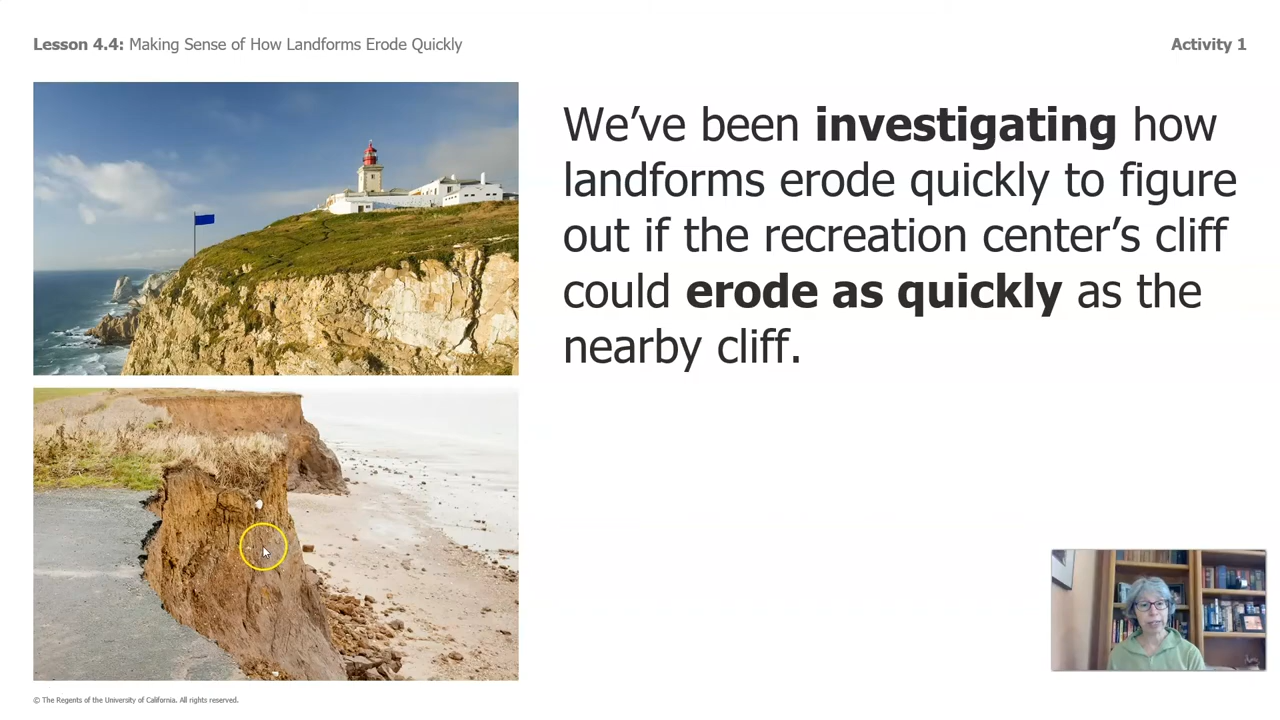 Lesson 4.4: Making Sense of How Landforms Erode Quickly
Activity 1
We’ve been investigating how
landforms erode quickly to figure
out if the recreation center’s cliff
could erode as quickly as the
nearby cliff.
© The Regents of the University of California. All rights reserved.